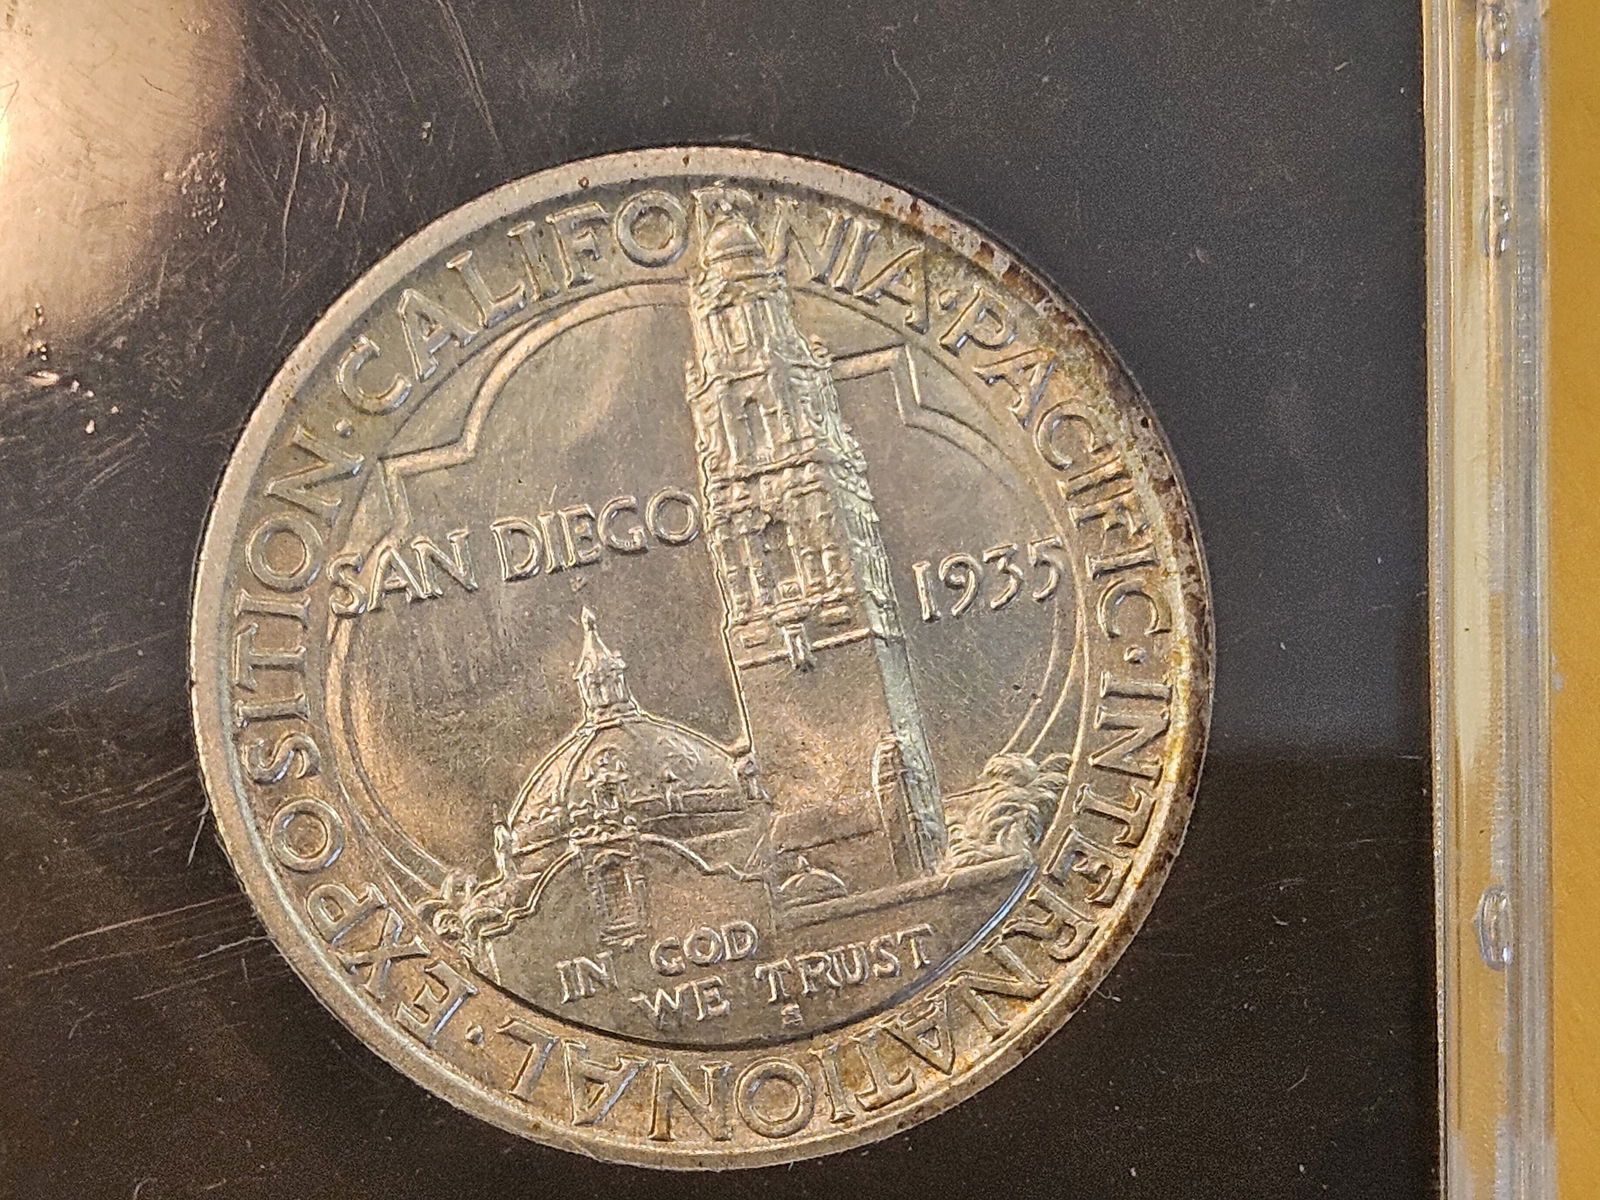 CALIFORNIA · PACIFIC · INTERNATIONAL · EXPOSITION ·
SAN DIEGO 1935
IN GOD
WE TRUST
S